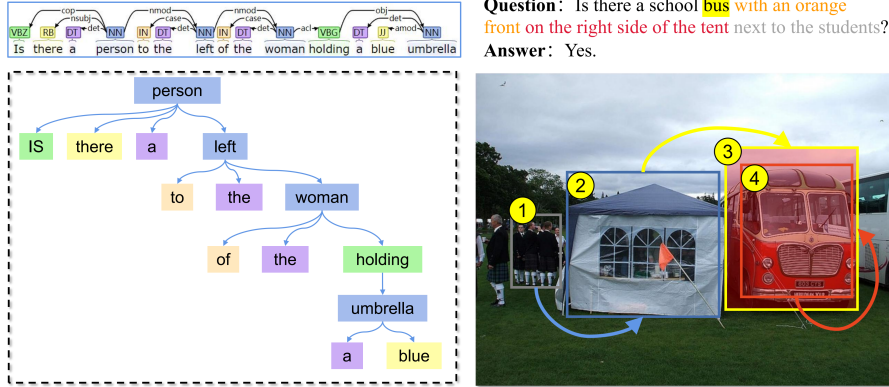 cop nmod nmod obj
nsubj case case det
det det det acl amod
VBZ RB DT NN IN DT NN IN DT NN VBG DT JJ NN
Is there a person to the left of the woman holding a blue umbrella
person
IS there a left
to the woman
of the holding
umbrella
a blue
Question: Is there a school bus with an orange
front on the right side of the tent next to the students?
Answer: Yes.
1
2
3
4